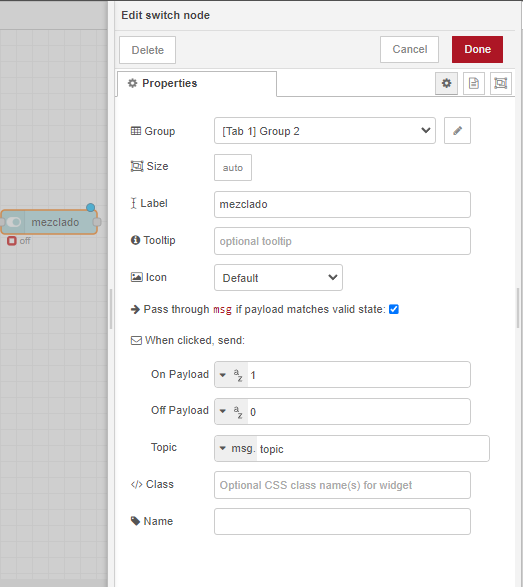 Edit switch node
Delete
Cancel
Done
Properties
Group
[Tab 1] Group 2
Size
auto
Label
mezclado
Tooltip
optional tooltip
Icon
Default
Pass through msg if payload matches valid state:
When clicked, send:
On Payload
az 1
Off Payload
az 0
Topic
msg. topic
</> Class
Optional CSS class name(s) for widget
Name
mezclado
off